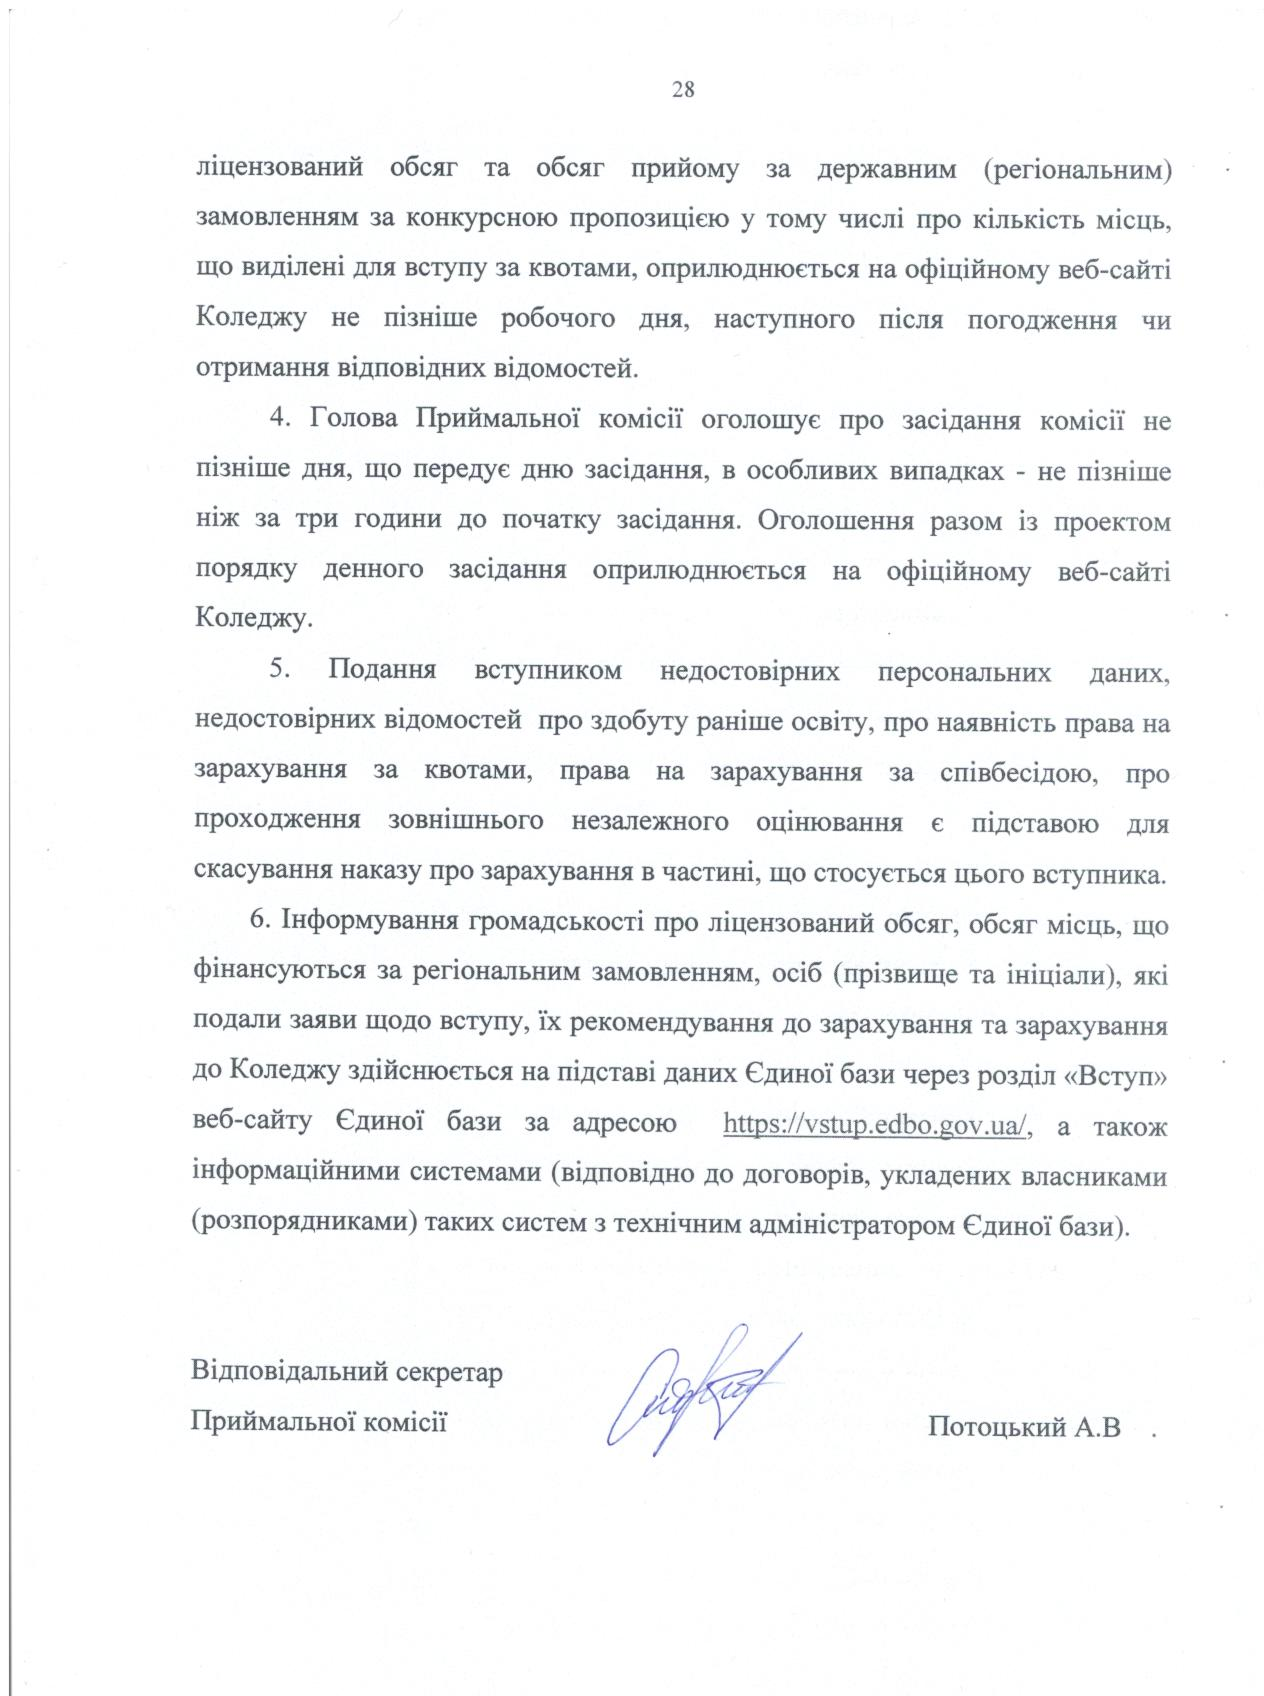 28
ліцензований обсяг та обсяг прийому за державним (регіональним)
замовленням за конкурсною пропозицією у тому числі про кількість місць,
що виділені для вступу за квотами, оприлюднюється на офіційному веб-сайті
Коледжу не пізніше робочого дня, наступного після погодження чи
отримання відповідних відомостей.
4. Голова Приймальної комісії оголошує про засідання комісії не
пізніше дня, що передує дню засідання, в особливих випадках - не пізніше
ніж за три години до початку засідання. Оголошення разом із проектом
порядку денного засідання оприлюднюється на офіційному веб-сайті
Коледжу.
5. Подання вступником недостовірних персональних даних,
недостовірних відомостей про здобуту раніше освіту, про наявність права на
зарахування за квотами, права на зарахування за співбесідою, про
проходження зовнішнього незалежного оцінювання є підставою для
скасування наказу про зарахування в частині, що стосується цього вступника.
6. Інформування громадськості про ліцензований обсяг, обсяг місць, що
фінансуються за регіональним замовленням, осіб (прізвище та ініціали), які
подали заяви щодо вступу, їх рекомендування до зарахування та зарахування
до Коледжу здійснюється на підставі даних Єдиної бази через розділ «Вступ»
веб-сайту Єдиної бази за адресою https://vstup.edbo.gov.ua/, а також
інформаційними системами (відповідно до договорів, укладених власниками
(розпорядниками) таких систем з технічним адміністратором Єдиної бази).
Відповідальний секретар
Приймальної комісії
Потоцький А.В .